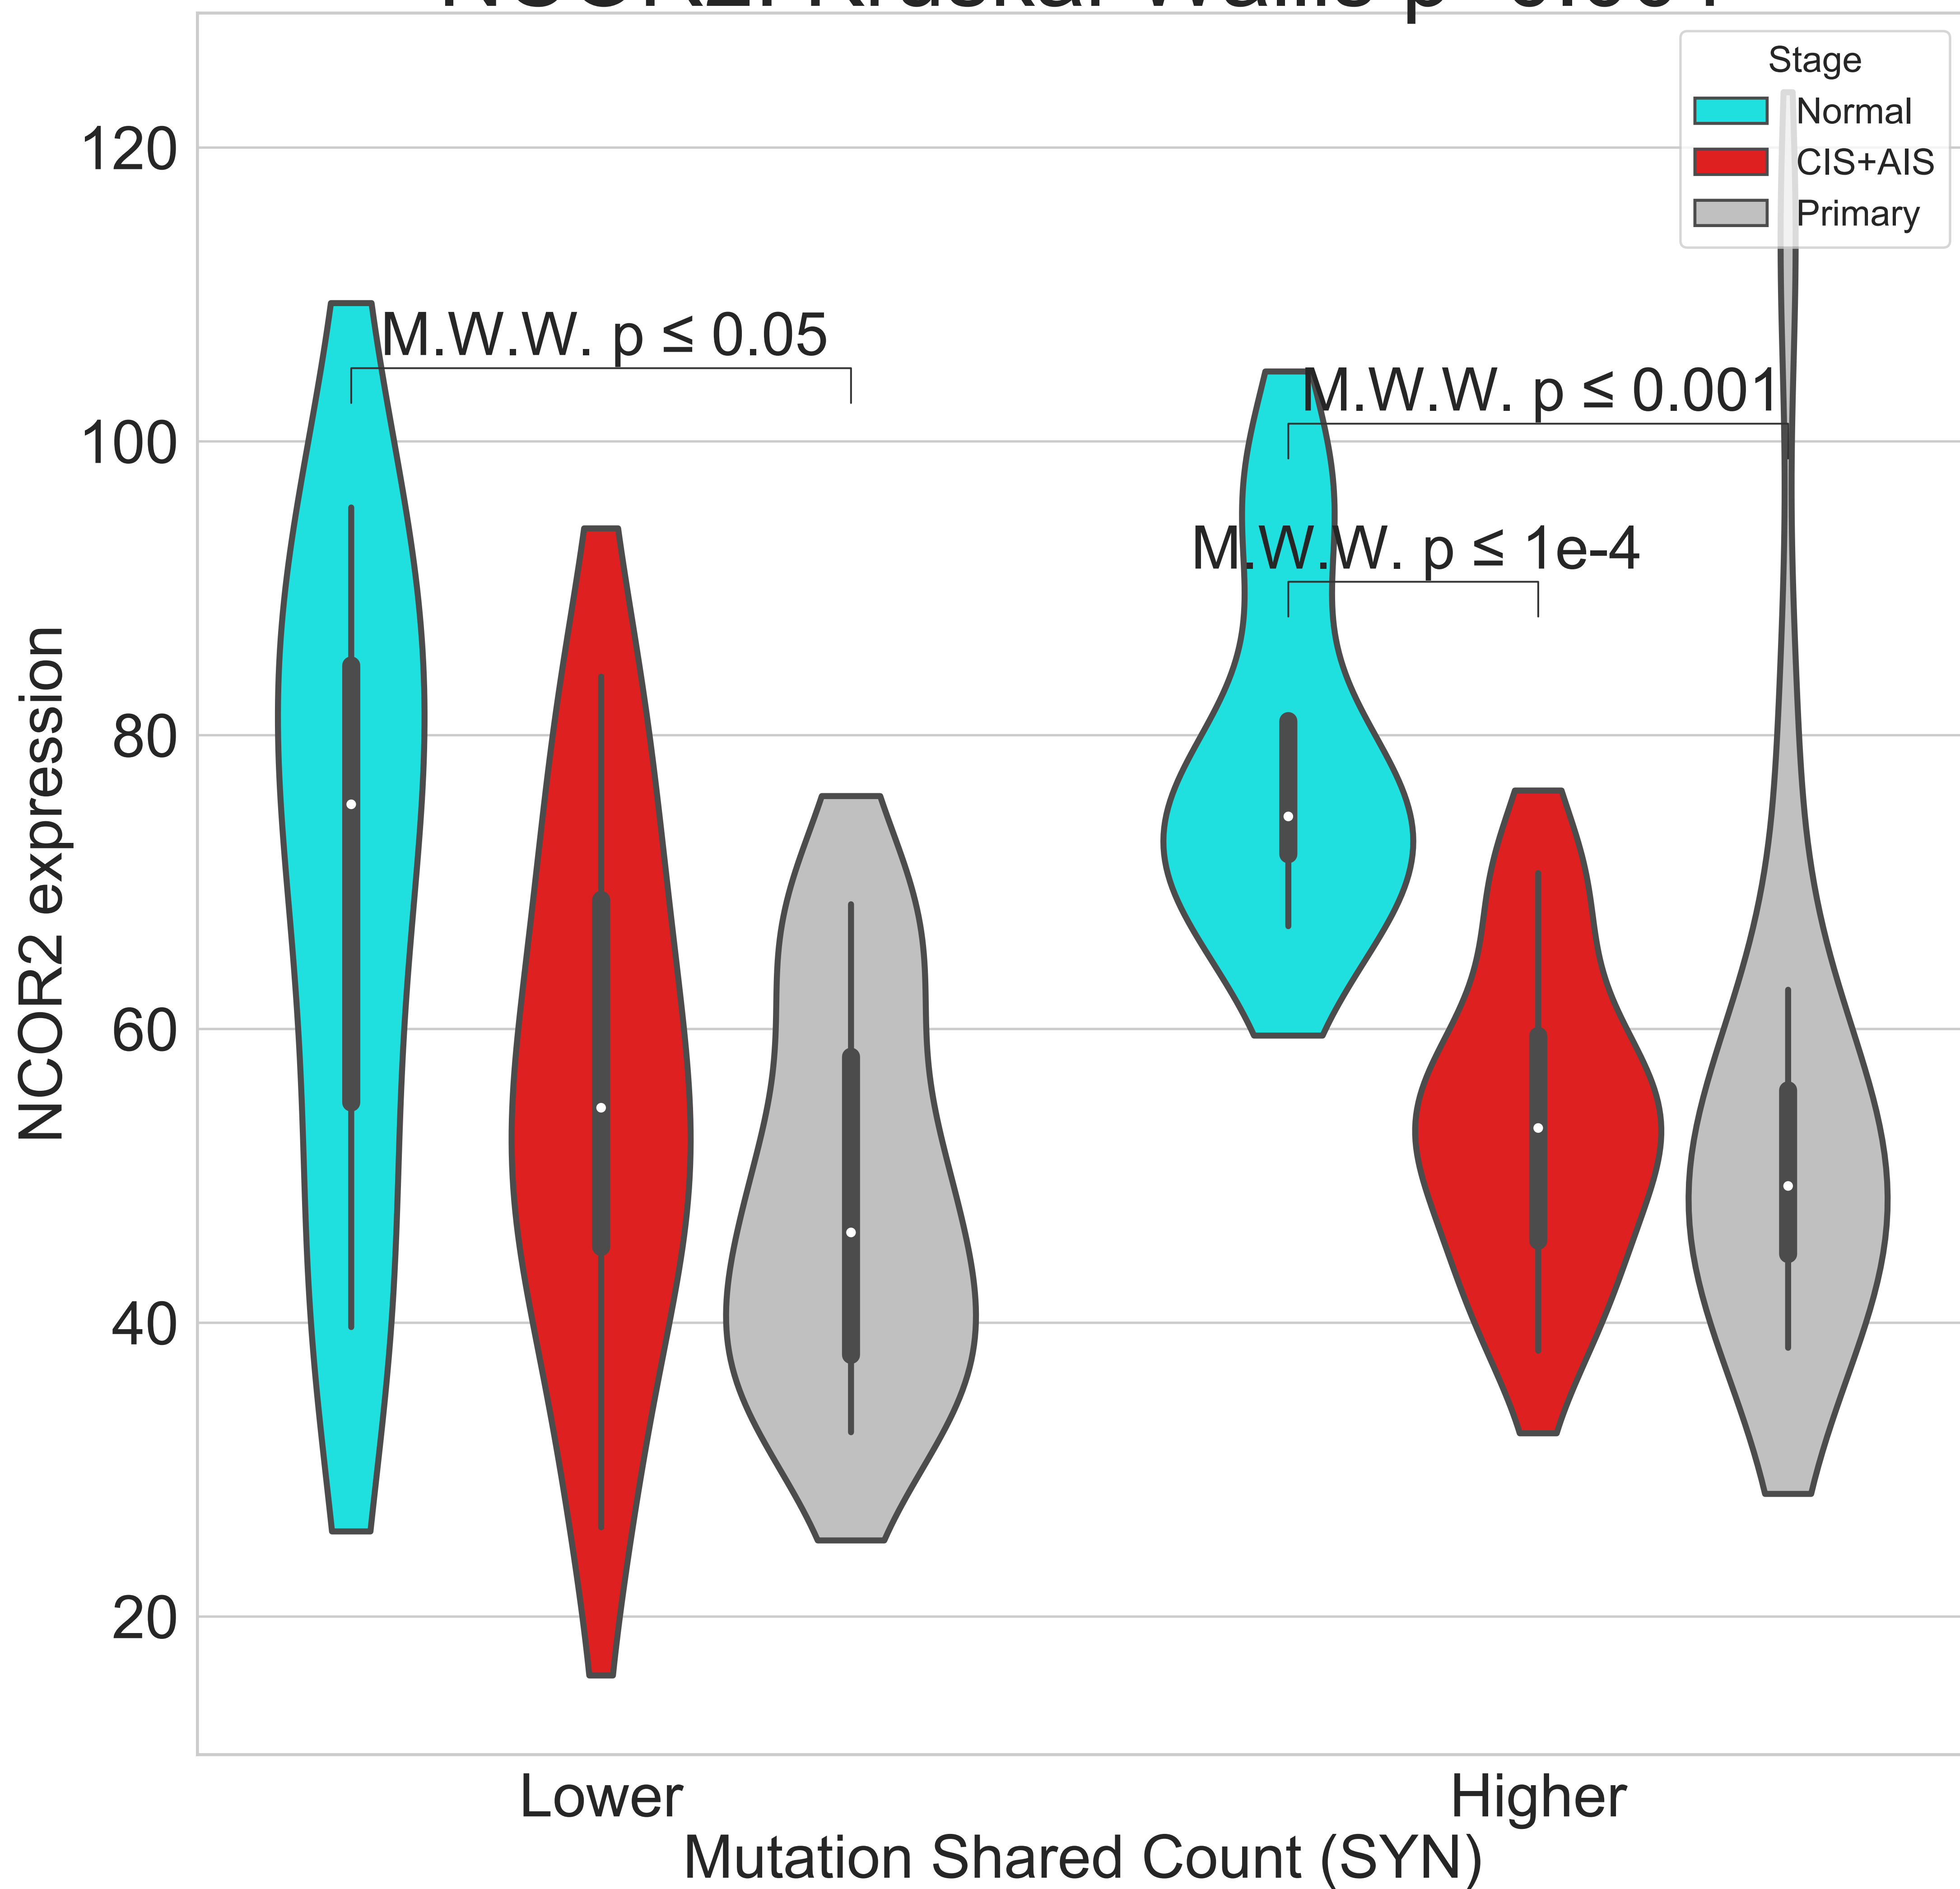 Stage
Normal
CIS+AIS
Primary
120
100
80
60
40
20
NCOR2 expression
M.W.W. p ≤ 0.05
M.W.W. p ≤ 0.001
M.W.W. p ≤ 1e-4
Lower
Higher
Mutation Shared Count (SYN)